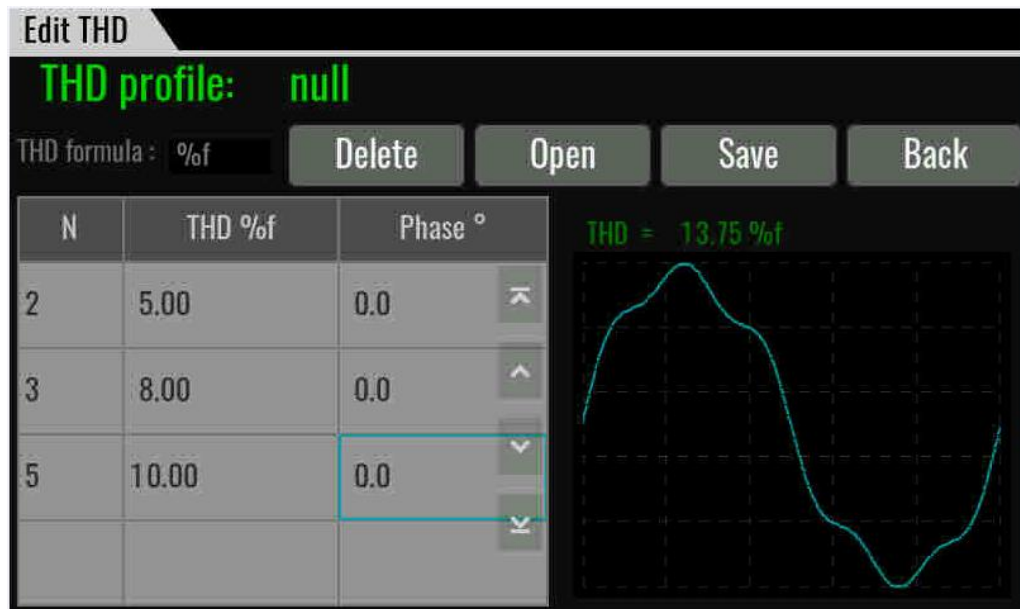 Edit THD
THD profile: null
THD formula : %f Delete Open Save Back
N THD %f Phase °
THD = 13.75 %f
2 5.00 0.0
3 8.00 0.0
5 10.00 0.0